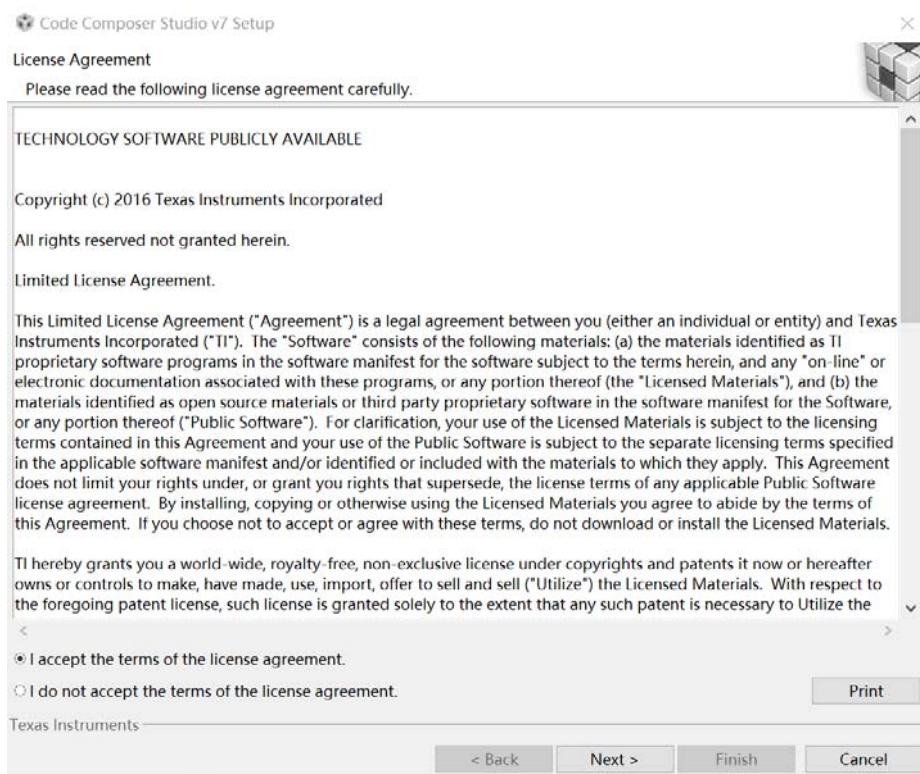 Code Composer Studio v7 Setup
License Agreement
Please read the following license agreement carefully.
TECHNOLOGY SOFTWARE PUBLICLY AVAILABLE
Copyright (c) 2016 Texas Instruments Incorporated
All rights reserved not granted herein.
Limited License Agreement.
This Limited License Agreement ("Agreement") is a legal agreement between you (either an individual or entity) and Texas
Instruments Incorporated ("TI"). The "Software" consists of the following materials: (a) the materials identified as TI
proprietary software programs in the software manifest for the software subject to the terms herein, and any "on-line" or
electronic documentation associated with these programs, or any portion thereof (the "Licensed Materials"), and (b) the
materials identified as open source materials or third party proprietary software in the software manifest for the Software,
or any portion thereof ("Public Software"). For clarification, your use of the Licensed Materials is subject to the licensing
terms contained in this Agreement and your use of the Public Software is subject to the separate licensing terms specified
in the applicable software manifest and/or identified or included with the materials to which they apply. This Agreement
does not limit your rights under, or grant you rights that supersede, the license terms of any applicable Public Software
license agreement. By installing, copying or otherwise using the Licensed Materials you agree to abide by the terms of
this Agreement. If you choose not to accept or agree with these terms, do not download or install the Licensed Materials.
TI hereby grants you a world-wide, royalty-free, non-exclusive license under copyrights and patents it now or hereafter
owns or controls to make, have made, use, import, offer to sell and sell ("Utilize") the Licensed Materials. With respect to
the foregoing patent license, such license is granted solely to the extent that any such patent is necessary to Utilize the
I accept the terms of the license agreement.
I do not accept the terms of the license agreement.
Print
Texas Instruments
< Back
Next >
Finish
Cancel